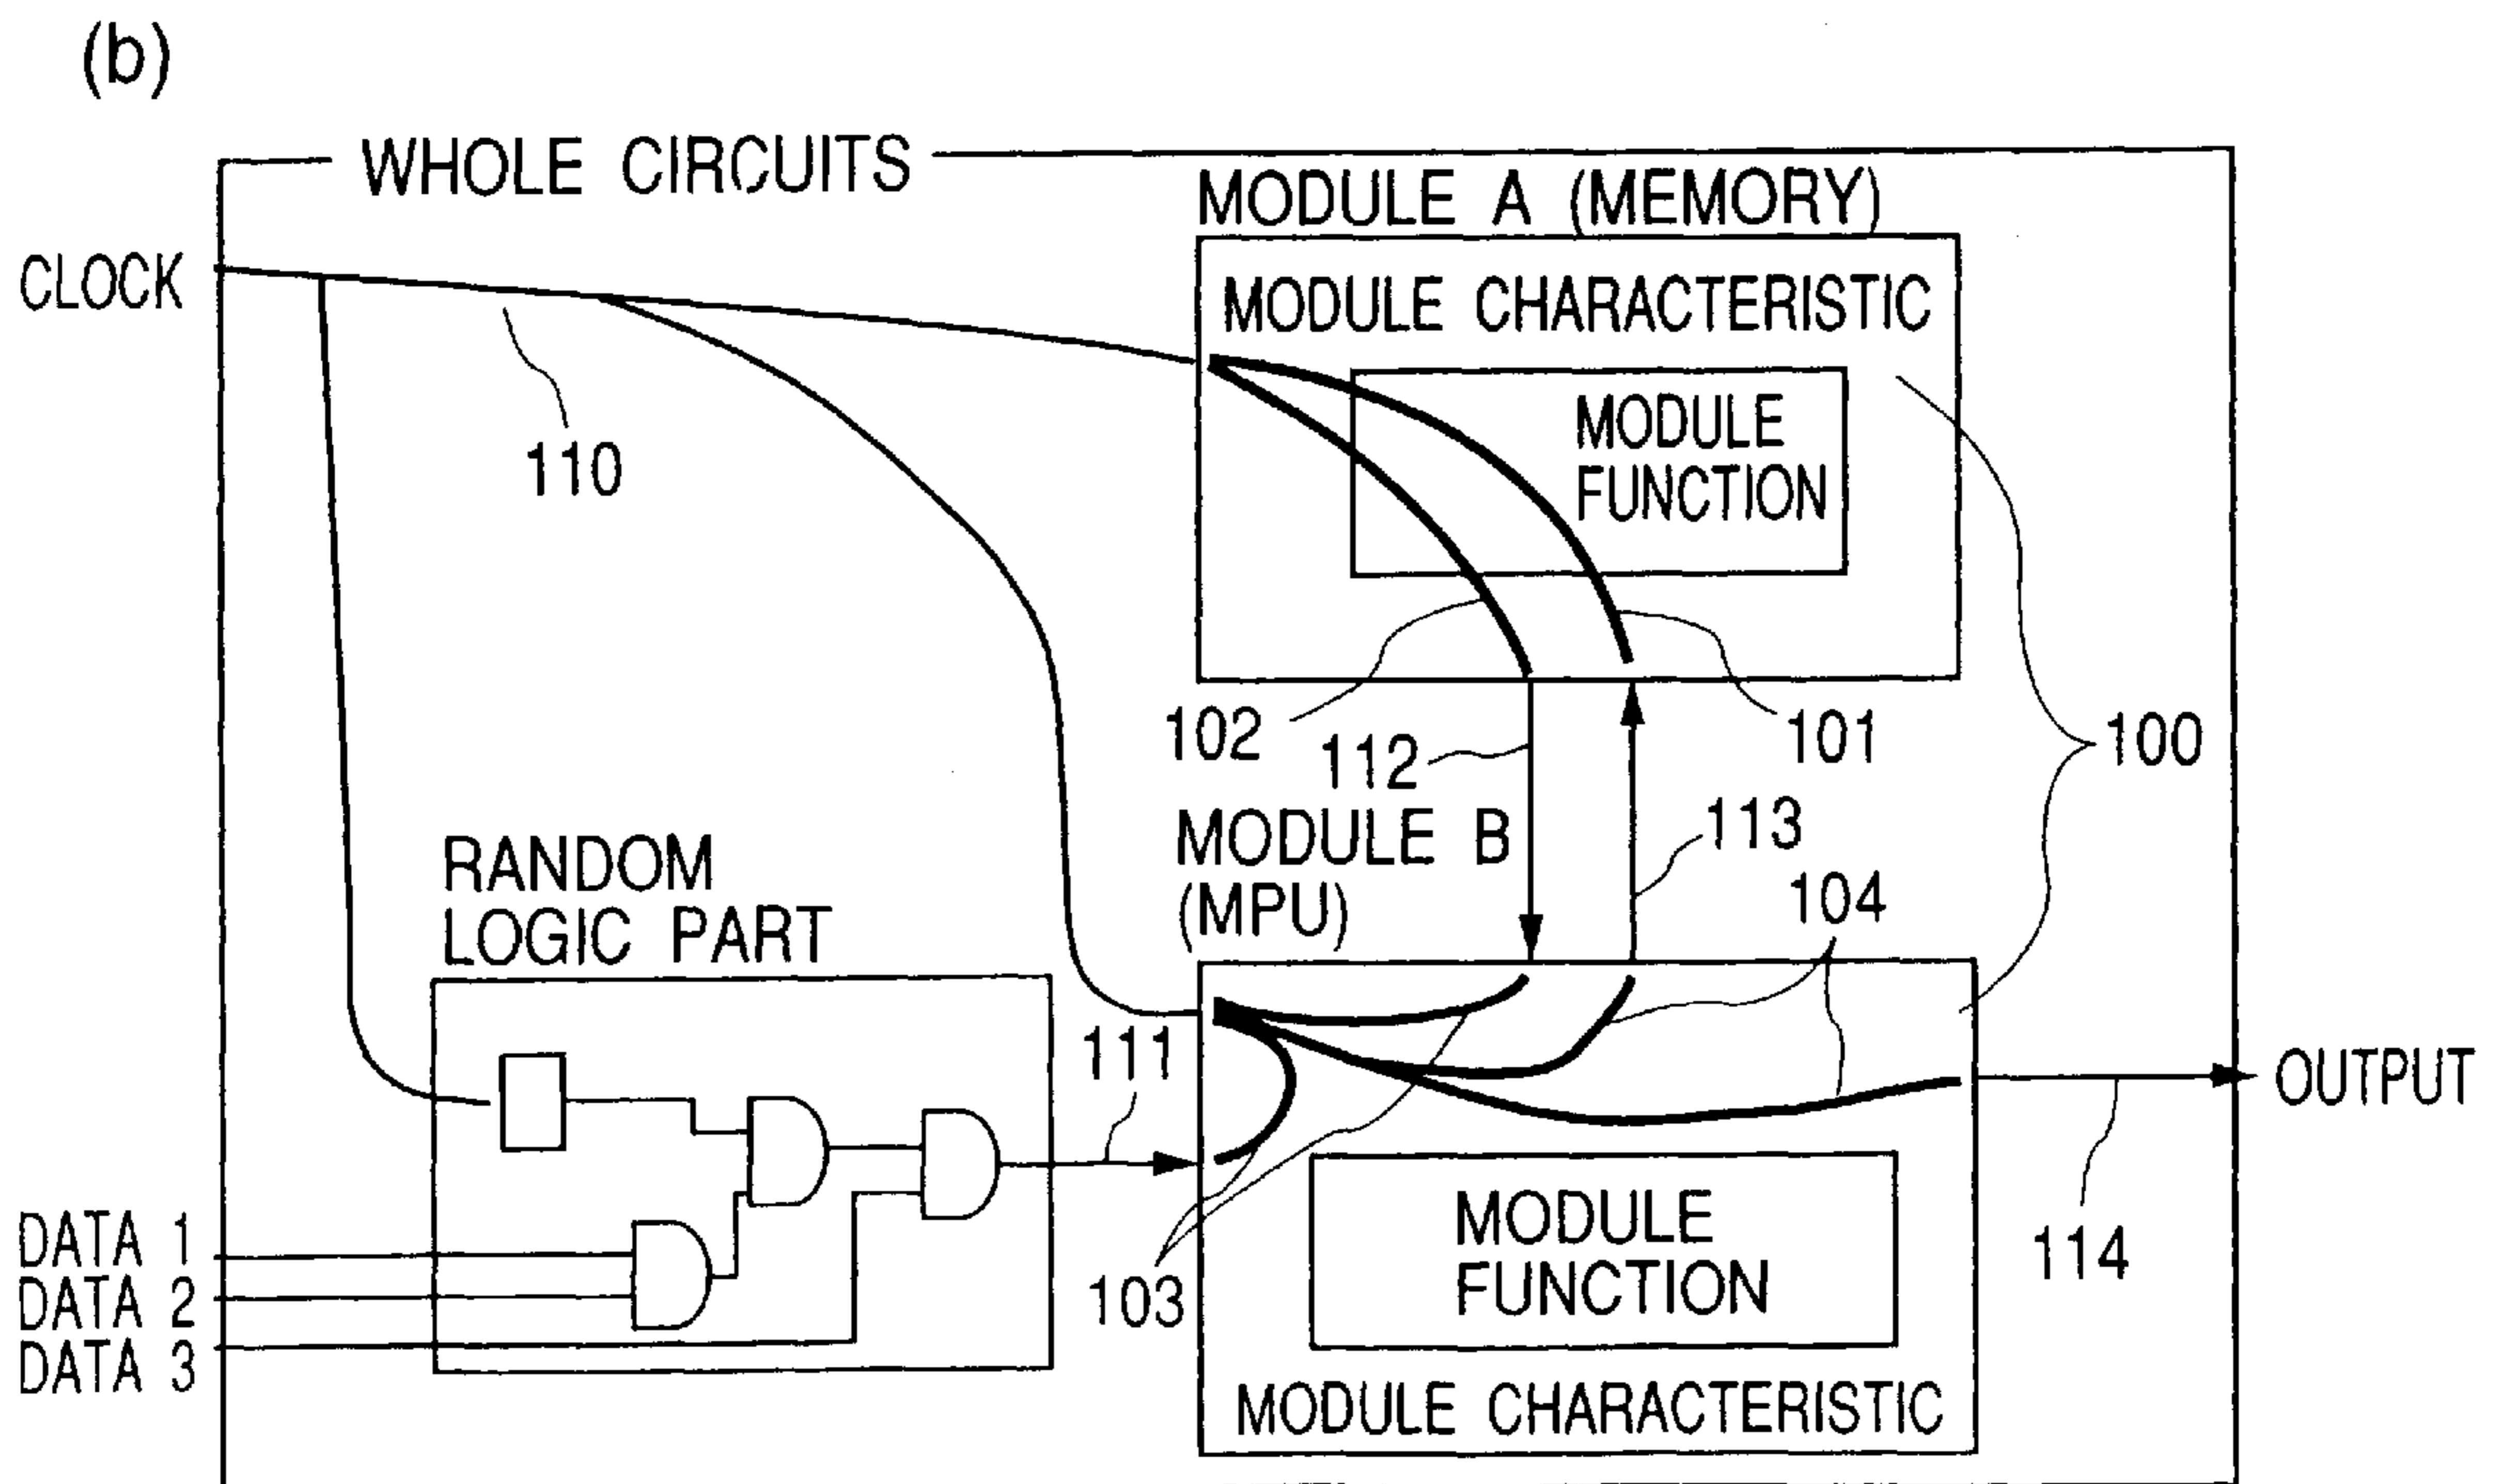 (b)
WHOLE CIRCUITS
MODULE A (MEMORY)
CLOCK
MODULE CHARACTERISTIC
MODULE
FUNCTION
110
102
101
100
112
113
MODULE B
(MPU)
104
RANDOM
LOGIC PART
111
OUTPUT
DATA 1
DATA 2
DATA 3
103
MODULE
FUNCTION
114
MODULE CHARACTERISTIC